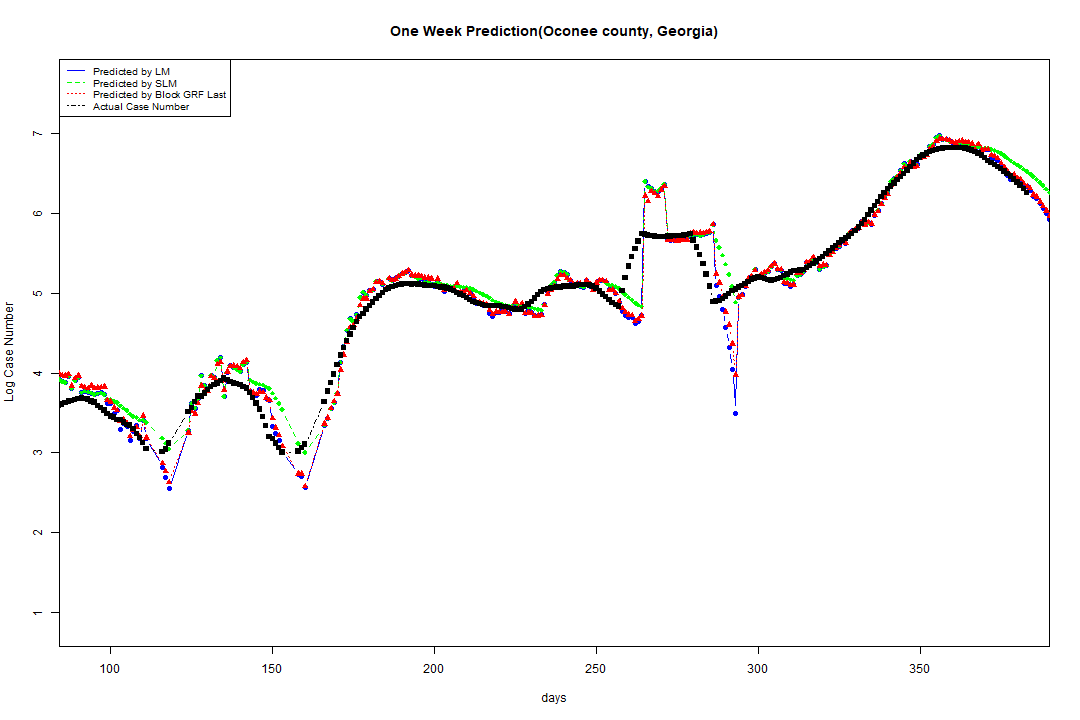 One Week Prediction(Oconee county, Georgia)
Predicted by LM
Predicted by SLM
Predicted by Block GRF Last
Actual Case Number
7
6
5
4
3
2
1
Log Case Number
100 150 200 250 300 350
days